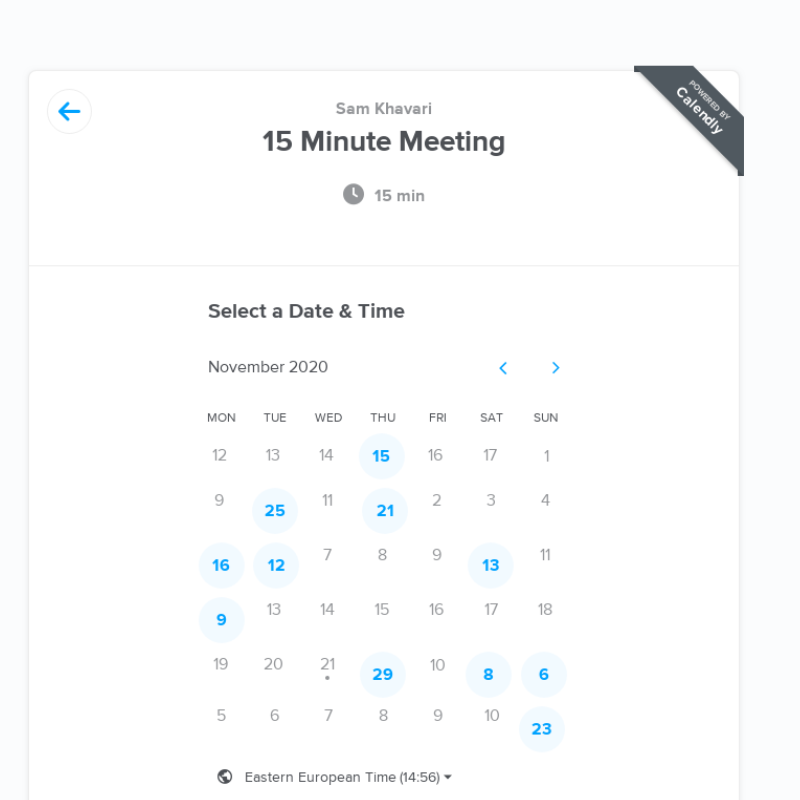 POWERED BY
Calendly
Sam Khavari
15 Minute Meeting
15 min
Select a Date & Time
November 2020
MON TUE WED THU FRI SAT SUN
12 13 14 15 16 17 1
9 25 11 21 2 3 4
16 12 7 8 9 13 11
9 13 14 15 16 17 18
19 20 21 29 10 8 6
5 6 7 8 9 10 23
Eastern European Time (14:56)